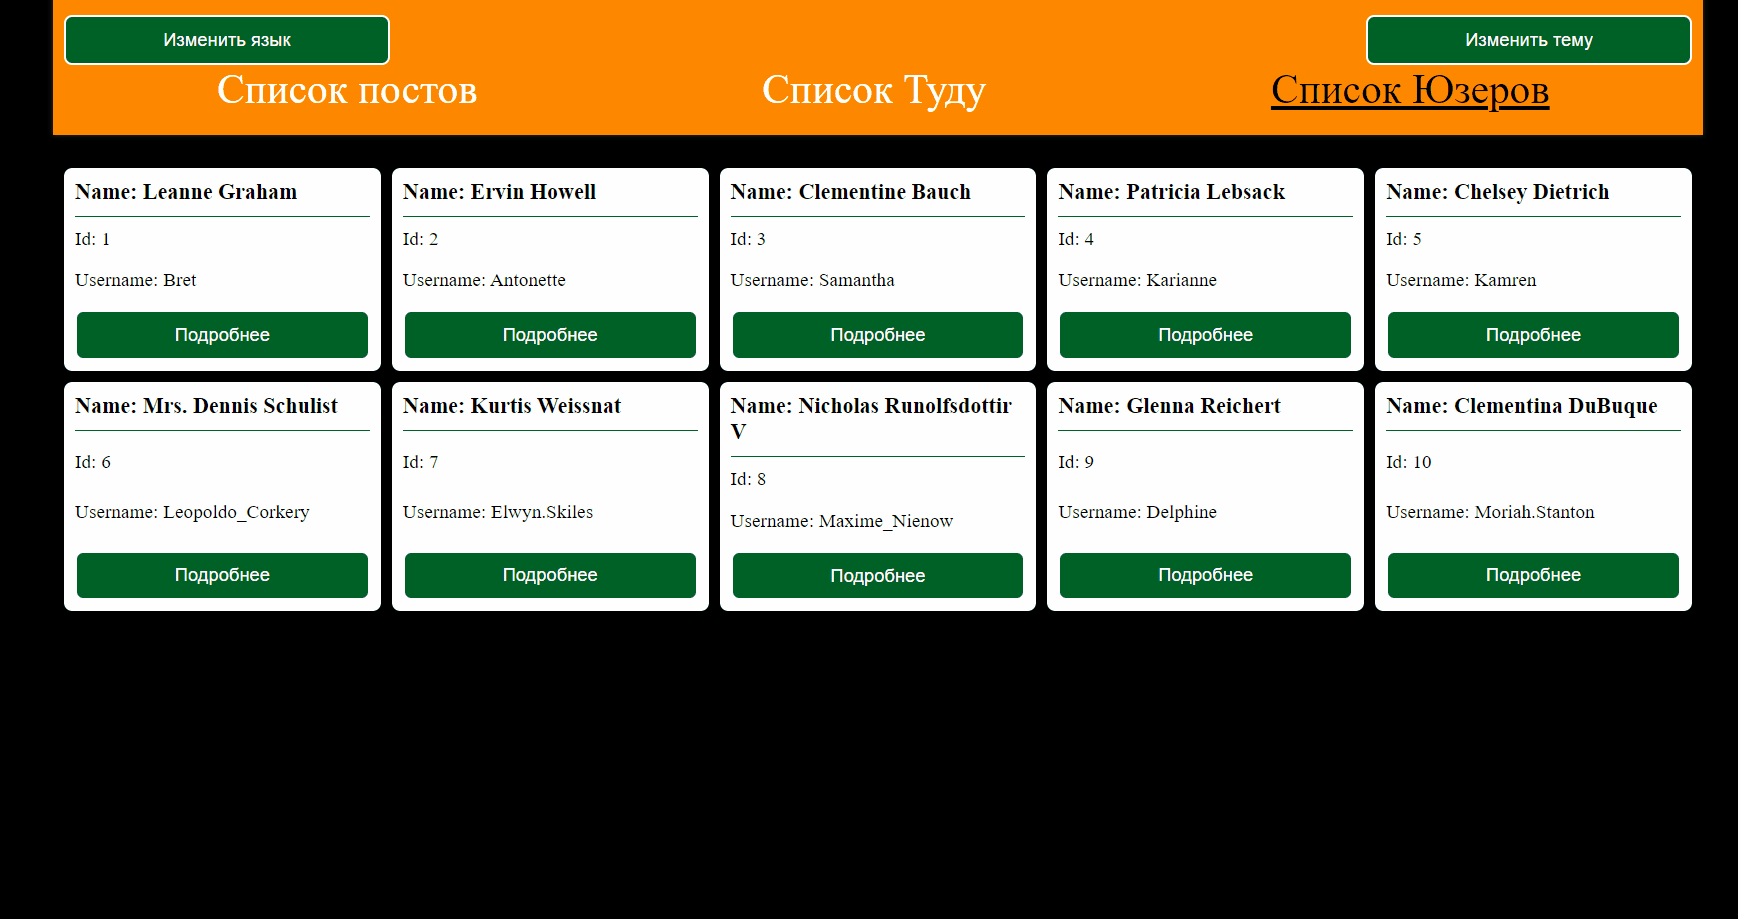 Изменить язык
Изменить тему
Список постов
Список Туду
Список Юзеров
Name: Leanne Graham
Id: 1
Username: Bret
Подробнее
Name: Ervin Howell
Id: 2
Username: Antonette
Подробнее
Name: Clementine Bauch
Id: 3
Username: Samantha
Подробнее
Name: Patricia Lebsack
Id: 4
Username: Karianne
Подробнее
Name: Chelsey Dietrich
Id: 5
Username: Kamren
Подробнее
Name: Mrs. Dennis Schulist
Id: 6
Username: Leopoldo_Corkery
Подробнее
Name: Kurtis Weissnat
Id: 7
Username: Elwyn.Skiles
Подробнее
Name: Nicholas Runolfsdottir
V
Id: 8
Username: Maxime_Nienow
Подробнее
Name: Glenna Reichert
Id: 9
Username: Delphine
Подробнее
Name: Clementina DuBuque
Id: 10
Username: Moriah.Stanton
Подробнее